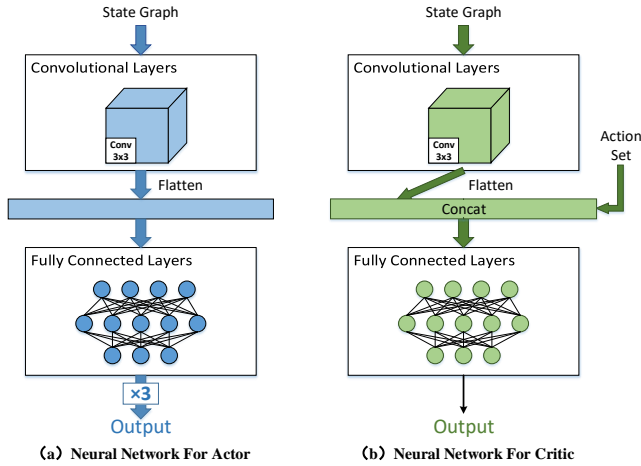 State Graph
Convolutional Layers
Conv
3x3
Flatten
Fully Connected Layers
×3
Output
(a) Neural Network For Actor
State Graph
Convolutional Layers
Conv
3x3
Action
Set
Flatten
Concat
Fully Connected Layers
Output
(b) Neural Network For Critic